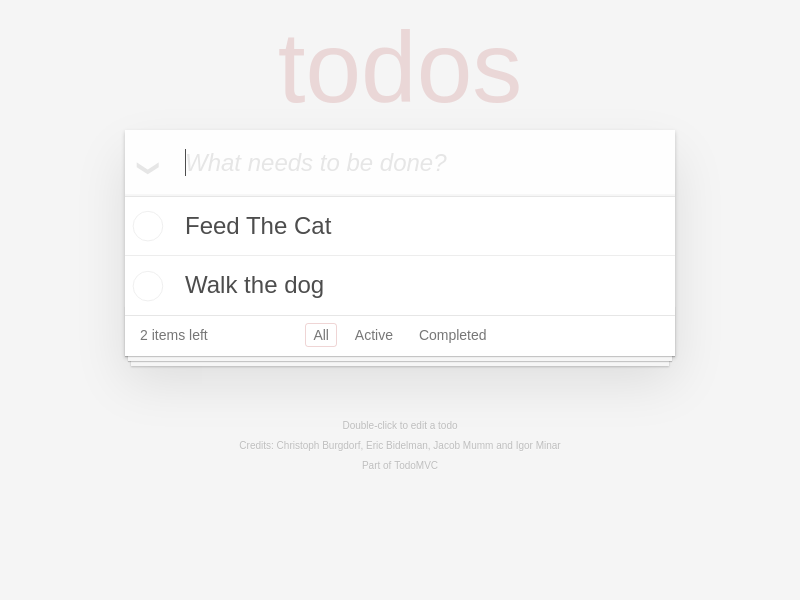 todos
What needs to be done?
Feed The Cat
Walk the dog
2 items left All Active Completed
Double-click to edit a todo
Credits: Christoph Burgdorf, Eric Bidelman, Jacob Mumm and Igor Minar
Part of TodoMVC